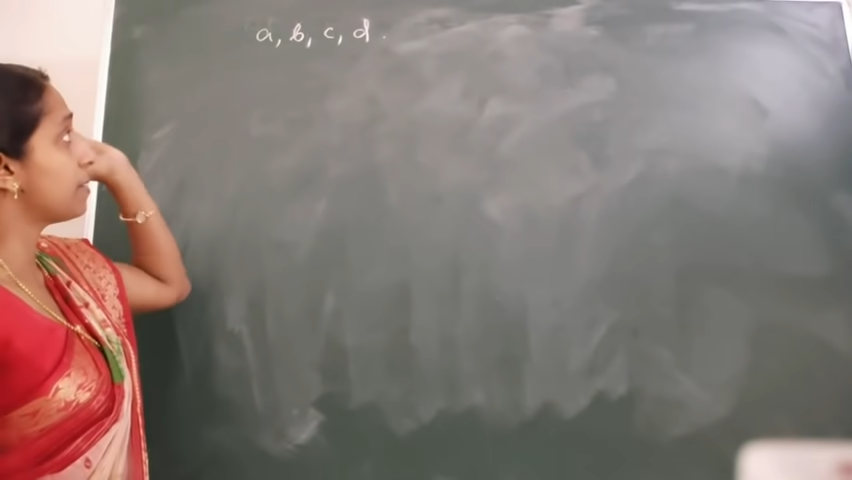 a, b, c, d.